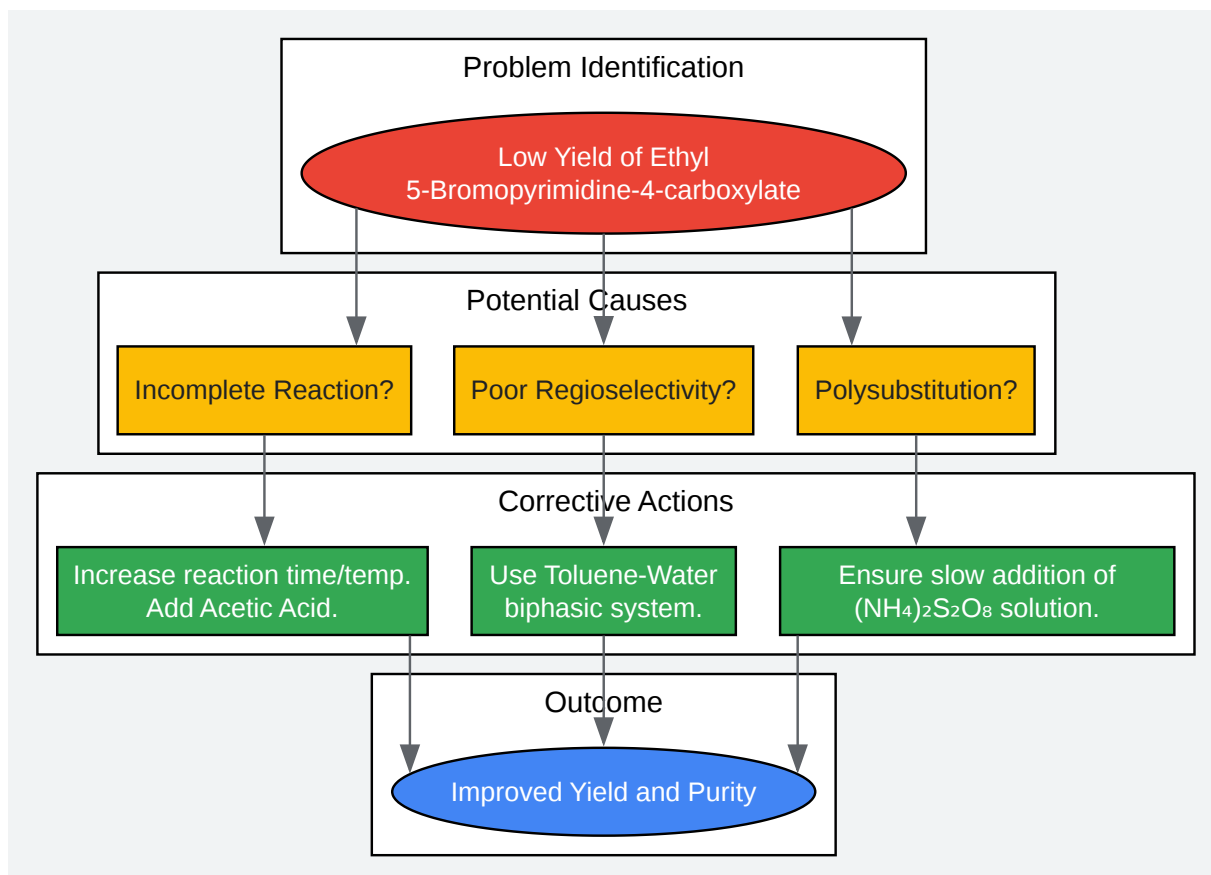 Problem Identification
Low Yield of Ethyl
5-Bromopyrimidine-4-carboxylate
Potential Causes
Incomplete Reaction?
Poor Regioselectivity?
Polysubstitution?
Corrective Actions
Increase reaction time/temp.
Add Acetic Acid.
Use Toluene-Water
biphasic system.
Ensure slow addition of
(NH₄)₂S₂O₈ solution.
Outcome
Improved Yield and Purity